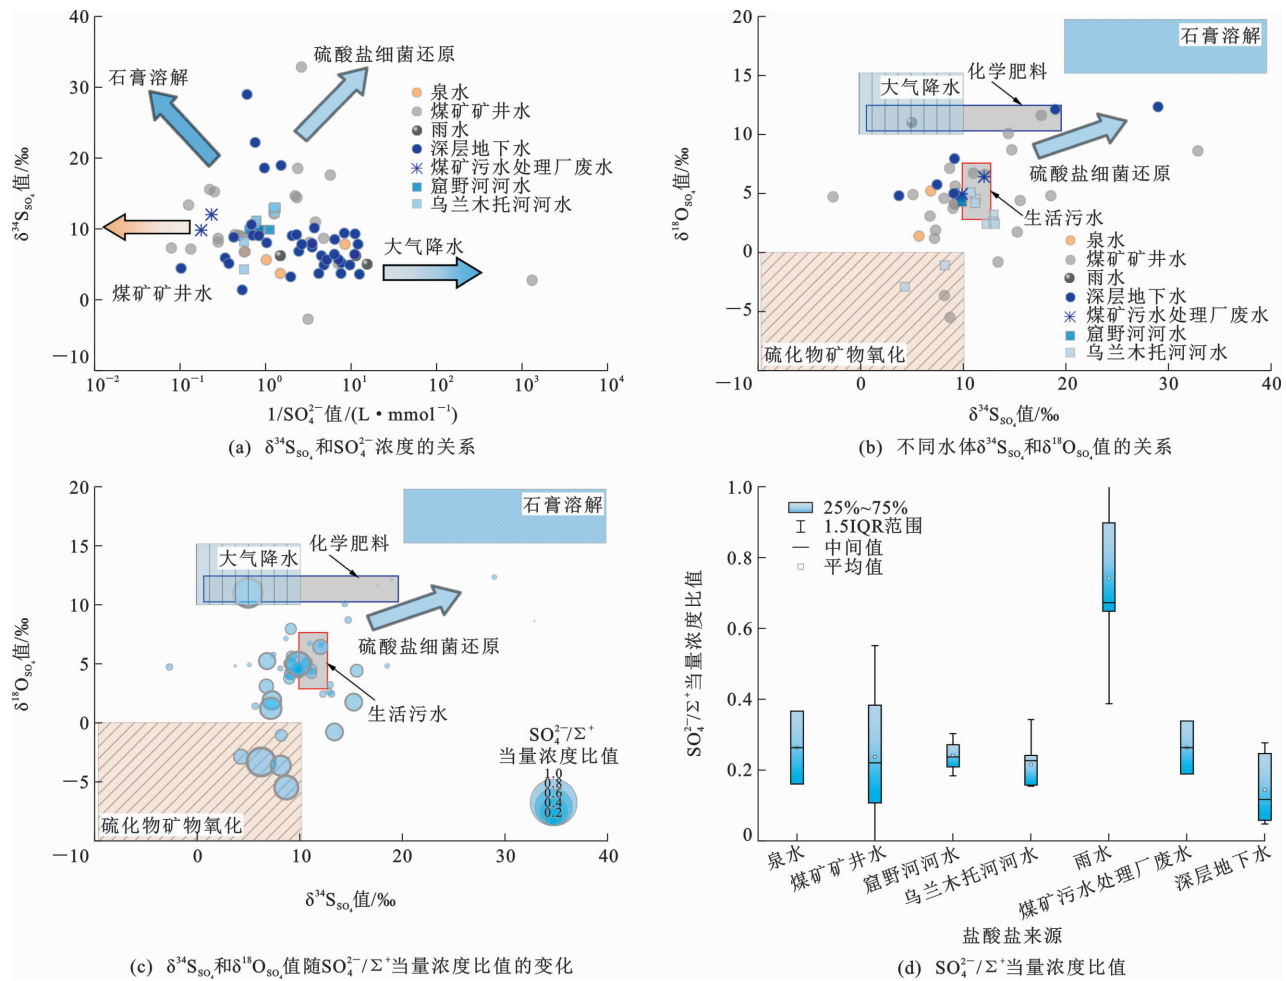 40
30
20
10
0
−10
δ³⁴S_SO₄值/‰
石膏溶解
硫酸盐细菌还原
泉水
煤矿矿井水
雨水
深层地下水
煤矿污水处理厂废水
窟野河河水
乌兰木托河河水
大气降水
煤矿矿井水
10⁻² 10⁻¹ 10⁰ 10¹ 10² 10³ 10⁴
1/SO₄²⁻值/(L·mmol⁻¹)
(a) δ³⁴S_SO₄和SO₄²⁻浓度的关系
20
15
10
5
0
−5
−10
δ¹⁸O_SO₄值/‰
石膏溶解
化学肥料
大气降水
硫酸盐细菌还原
生活污水
泉水
煤矿矿井水
雨水
深层地下水
煤矿污水处理厂废水
窟野河河水
乌兰木托河河水
硫化物矿物氧化
0 10 20 30 40
δ³⁴S_SO₄值/‰
(b) 不同水体δ³⁴S_SO₄和δ¹⁸O_SO₄值的关系
20
15
10
5
0
−5
−10
δ¹⁸O_SO₄值/‰
石膏溶解
化学肥料
大气降水
硫酸盐细菌还原
生活污水
SO₄²⁻/Σ⁺
当量浓度比值
1.0
0.8
0.6
0.4
0.2
硫化物矿物氧化
0 10 20 30 40
δ³⁴S_SO₄值/‰
(c) δ³⁴S_SO₄和δ¹⁸O_SO₄值随SO₄²⁻/Σ⁺当量浓度比值的变化
1.0
0.8
0.6
0.4
0.2
0
SO₄²⁻/Σ⁺当量浓度比值
25%~75%
1.5IQR范围
中间值
平均值
泉水
煤矿矿井水
窟野河河水
乌兰木托河河水
雨水
煤矿污水处理厂废水
深层地下水
盐酸盐来源
(d) SO₄²⁻/Σ⁺当量浓度比值